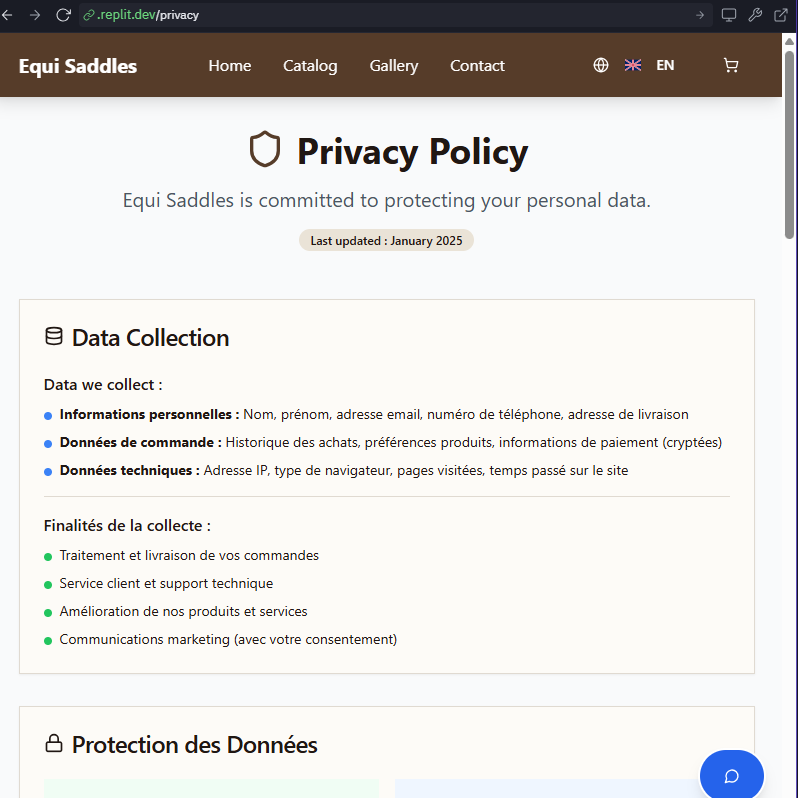 .replit.dev/privacy
Equi Saddles
Home Catalog Gallery Contact
EN
Privacy Policy
Equi Saddles is committed to protecting your personal data.
Last updated : January 2025
Data Collection
Data we collect :
Informations personnelles : Nom, prénom, adresse email, numéro de téléphone, adresse de livraison
Données de commande : Historique des achats, préférences produits, informations de paiement (cryptées)
Données techniques : Adresse IP, type de navigateur, pages visitées, temps passé sur le site
Finalités de la collecte :
Traitement et livraison de vos commandes
Service client et support technique
Amélioration de nos produits et services
Communications marketing (avec votre consentement)
Protection des Données